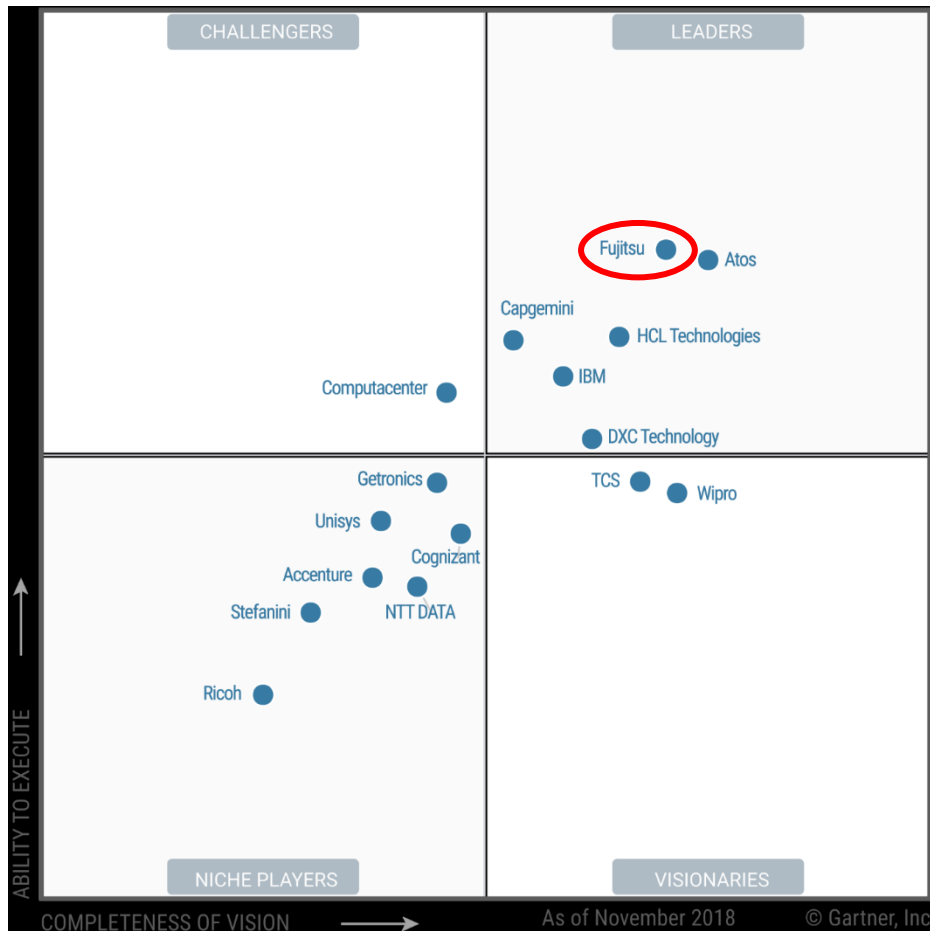 CHALLENGERS
LEADERS
Fujitsu
Atos
Capgemini
HCL Technologies
IBM
Computacenter
DXC Technology
Getronics
TCS
Wipro
Unisys
Cognizant
Accenture
NTT DATA
Stefanini
Ricoh
ABILITY TO EXECUTE
NICHE PLAYERS
VISIONARIES
COMPLETENESS OF VISION
As of November 2018
© Gartner, Inc